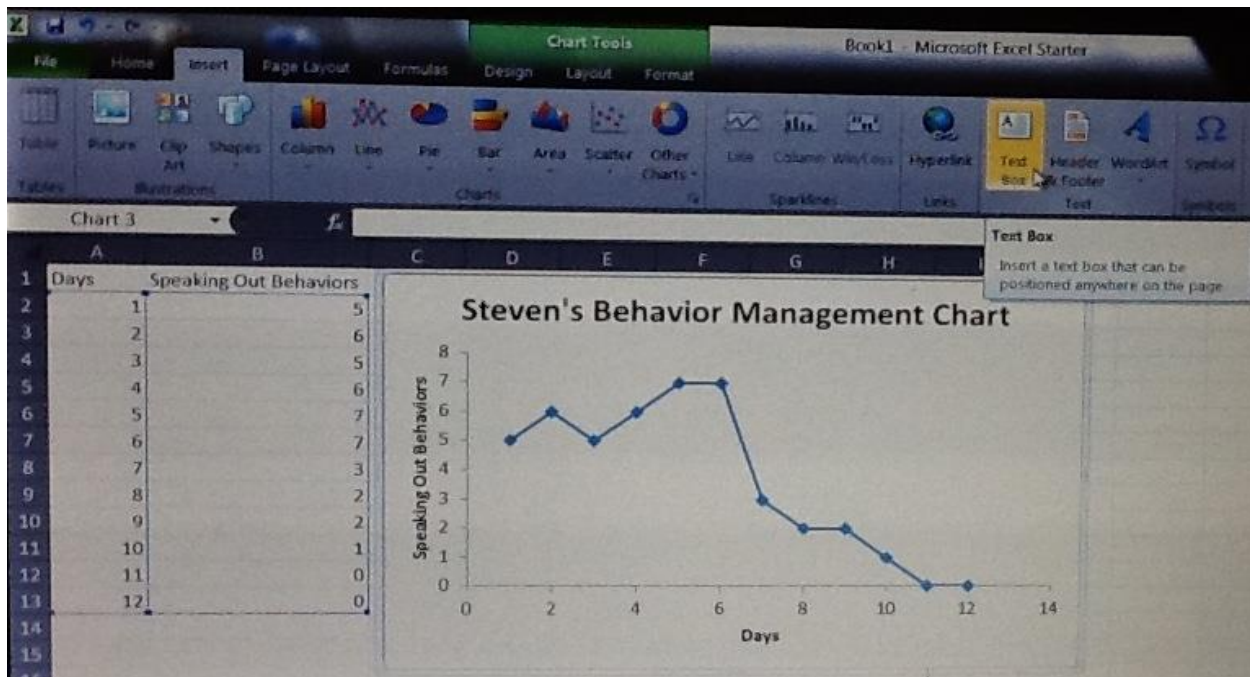 Chart Tools
Book1 - Microsoft Excel Starter
File Home Insert Page Layout Formulas Design Layout Format
Table Picture Clip Art Shapes Column Line Pie Bar Area Scatter Other Charts Line Column Win/Loss Hyperlink Text Box Header & Footer WordArt Symbol
Tables Illustrations Charts Sparklines Links Text Symbols
Chart 3 fx
Text Box
Insert a text box that can be
positioned anywhere on the page
A B C D E F G H
1 Days Speaking Out Behaviors
2 1 5
3 2 6
4 3 5
5 4 6
6 5 7
7 6 7
8 7 3
9 8 2
10 9 2
11 10 1
12 11 0
13 12 0
14
15
Steven's Behavior Management Chart
Speaking Out Behaviors
8
7
6
5
4
3
2
1
0
0 2 4 6 8 10 12 14
Days